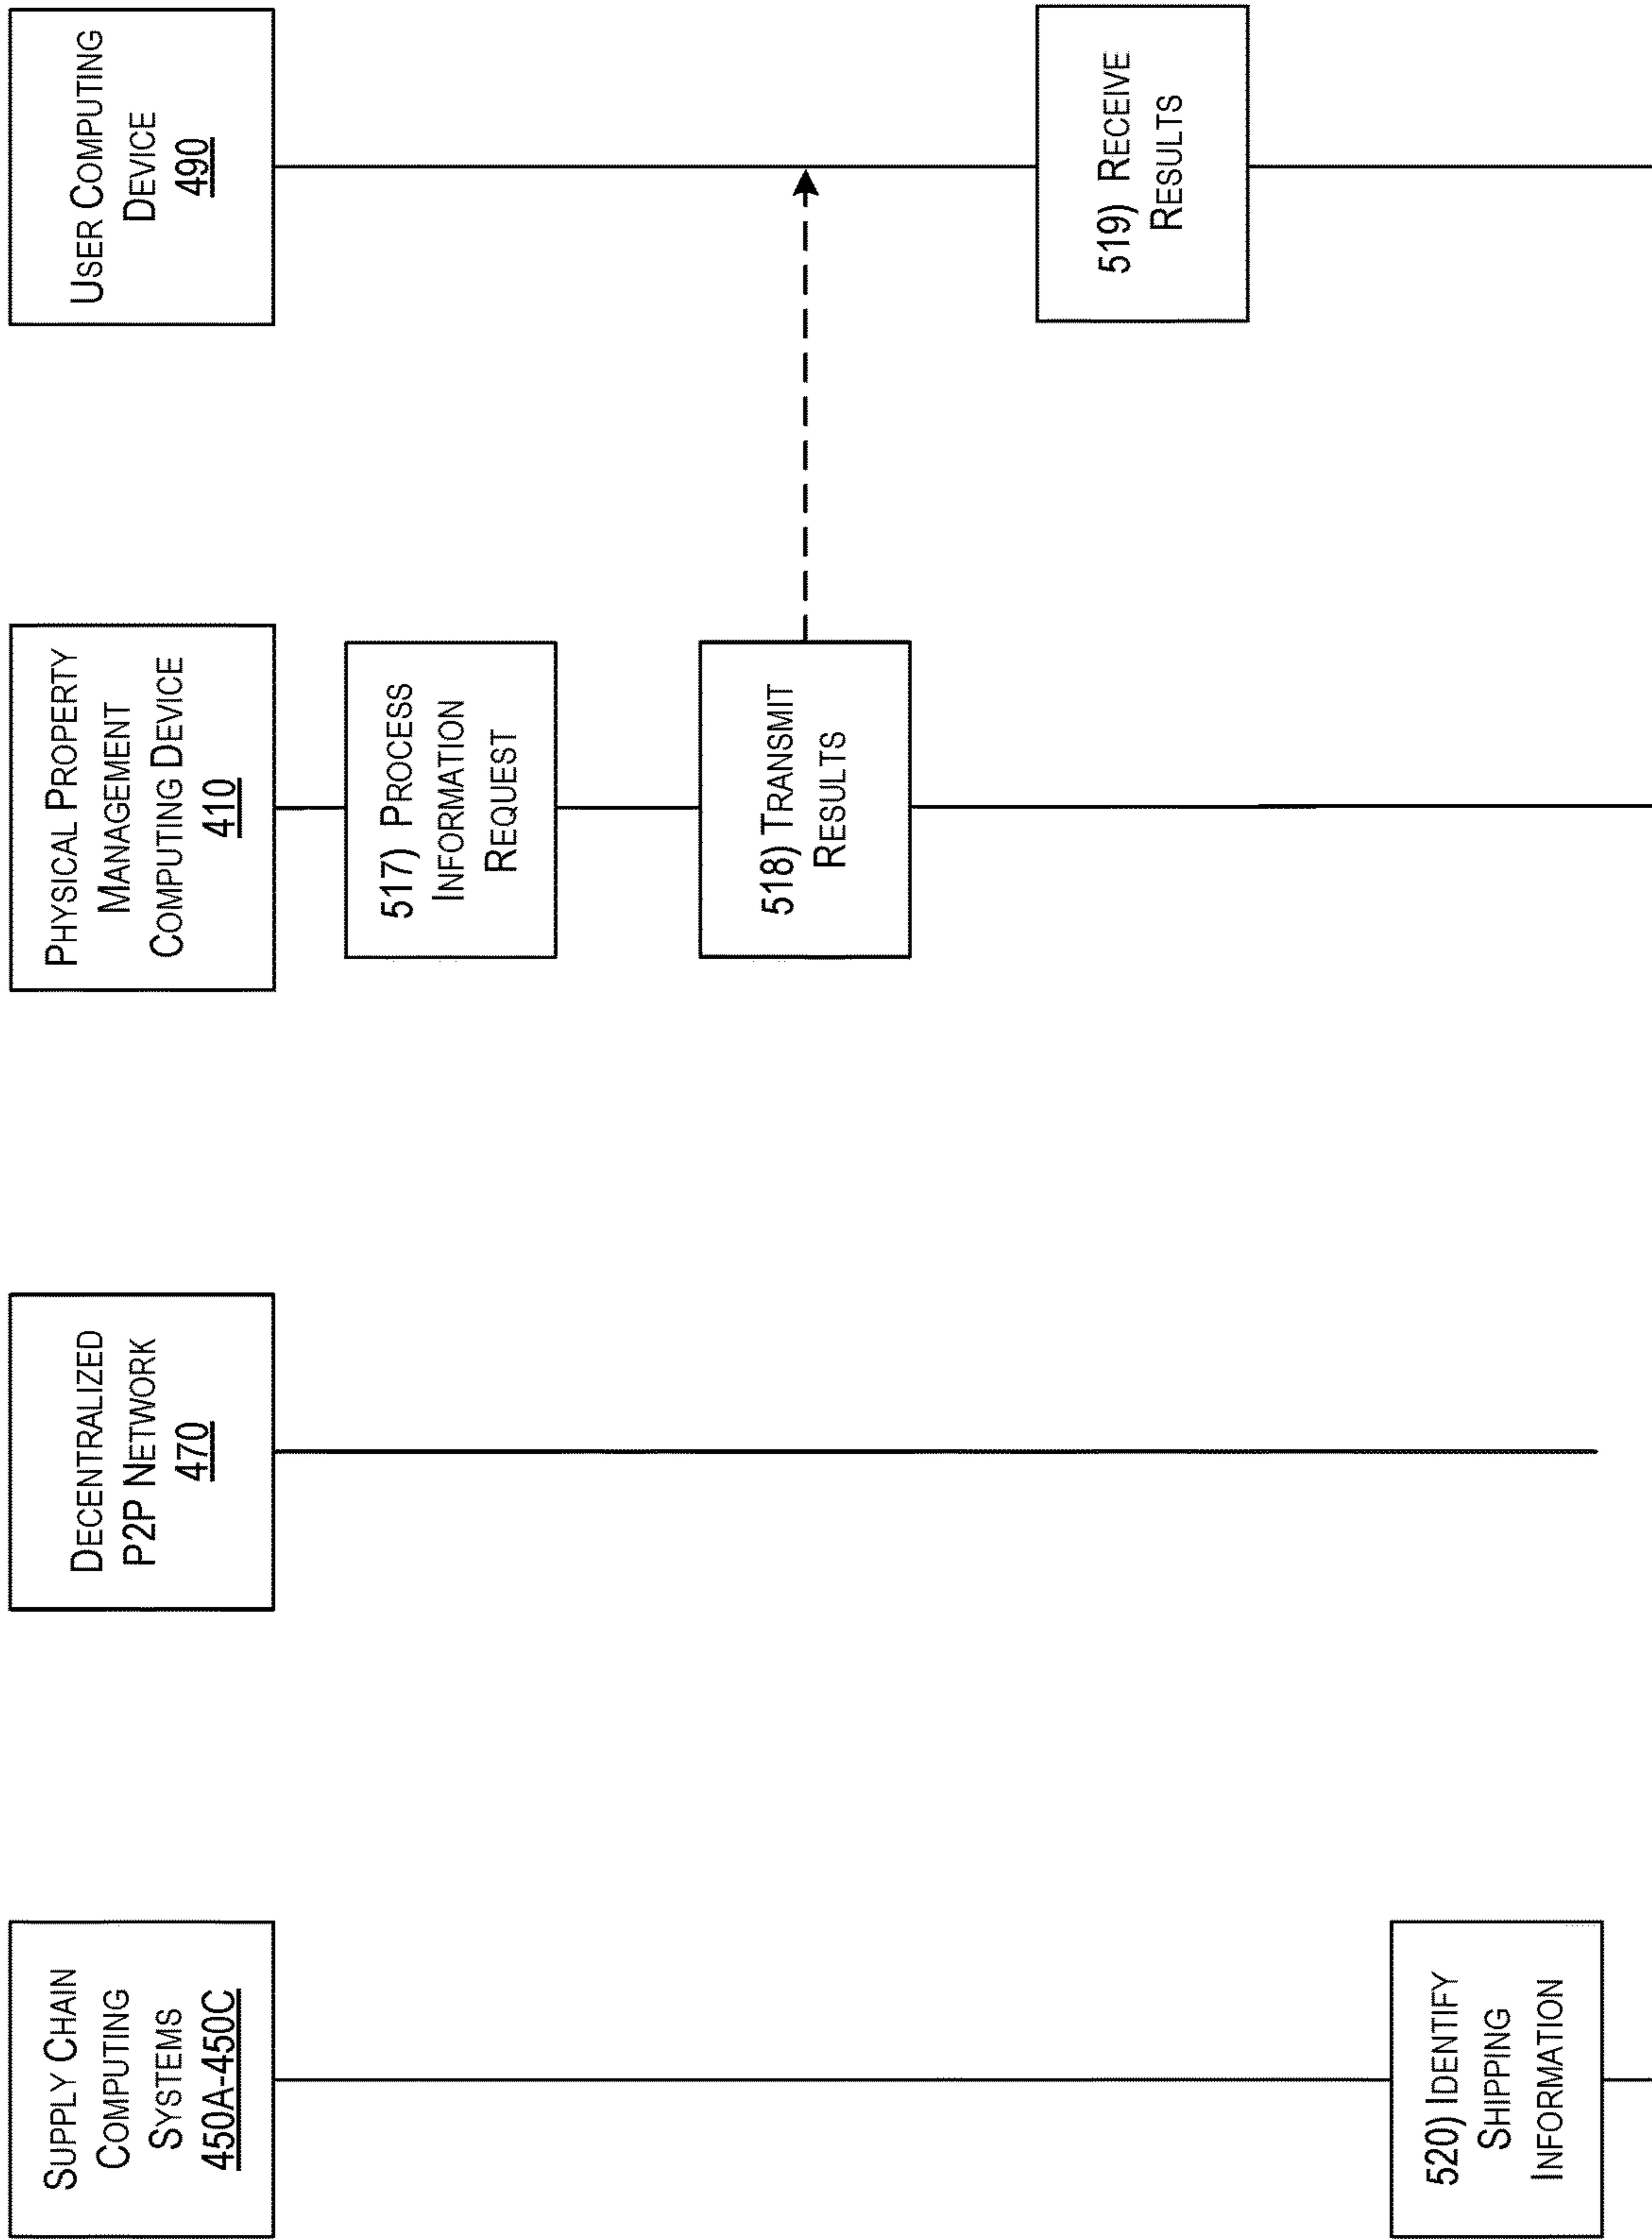 SUPPLY CHAIN
COMPUTING
SYSTEMS
450A-450C
DECENTRALIZED
P2P NETWORK
470
PHYSICAL PROPERTY
MANAGEMENT
COMPUTING DEVICE
410
USER COMPUTING
DEVICE
490
517) PROCESS
INFORMATION
REQUEST
518) TRANSMIT
RESULTS
519) RECEIVE
RESULTS
520) IDENTIFY
SHIPPING
INFORMATION